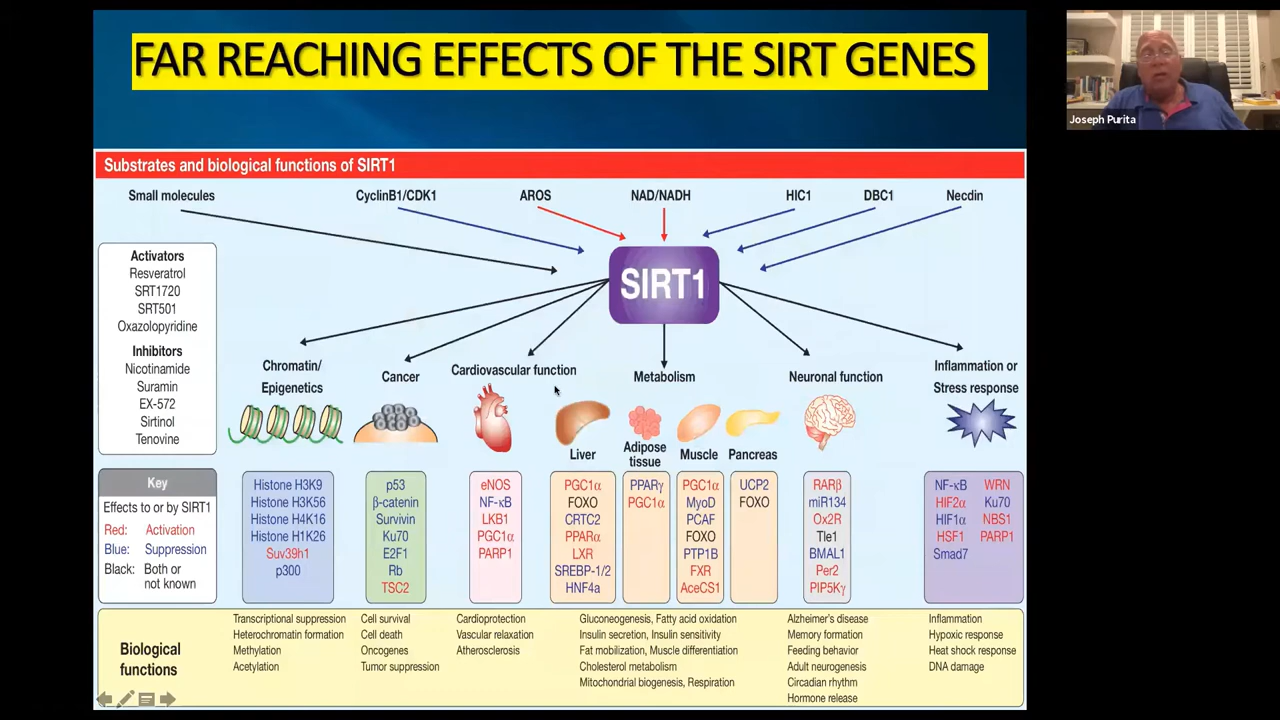 FAR REACHING EFFECTS OF THE SIRT GENES
Joseph Purita
Substrates and biological functions of SIRT1
Small molecules
CyclinB1/CDK1
AROS
NAD/NADH
HIC1
DBC1
Necdin
SIRT1
Activators
Resveratrol
SRT1720
SRT501
Oxazolopyridine
Inhibitors
Nicotinamide
Suramin
EX-572
Sirtinol
Tenovine
Chromatin/
Epigenetics
Cancer
Cardiovascular function
Metabolism
Neuronal function
Inflammation or
Stress response
Liver
Adipose
tissue
Muscle
Pancreas
Key
Effects to or by SIRT1
Red: Activation
Blue: Suppression
Black: Both or
not known
Histone H3K9
Histone H3K56
Histone H4K16
Histone H1K26
Suv39h1
p300
p53
β-catenin
Survivin
Ku70
E2F1
Rb
TSC2
eNOS
NF-κB
LKB1
PGC1α
PARP1
PGC1α
FOXO
CRTC2
PPARα
LXR
SREBP-1/2
HNF4a
PPARγ
PGC1α
PGC1α
MyoD
PCAF
FOXO
PTP1B
FXR
AceCS1
UCP2
FOXO
RARβ
miR134
Ox2R
Tle1
BMAL1
Per2
PIP5Kγ
NF-κB
HIF2α
HIF1α
HSF1
Smad7
WRN
Ku70
NBS1
PARP1
Biological
functions
Transcriptional suppression
Heterochromatin formation
Methylation
Acetylation
Cell survival
Cell death
Oncogenes
Tumor suppression
Cardioprotection
Vascular relaxation
Atherosclerosis
Gluconeogenesis, Fatty acid oxidation
Insulin secretion, Insulin sensitivity
Fat mobilization, Muscle differentiation
Cholesterol metabolism
Mitochondrial biogenesis, Respiration
Alzheimer's disease
Memory formation
Feeding behavior
Adult neurogenesis
Circadian rhythm
Hormone release
Inflammation
Hypoxic response
Heat shock response
DNA damage